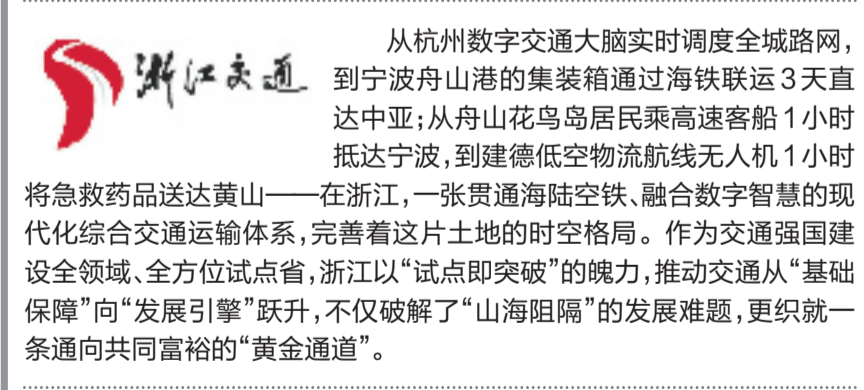 浙江交通
从杭州数字交通大脑实时调度全城路网,
到宁波舟山港的集装箱通过海铁联运3天直
达中亚;从舟山花鸟岛居民乘高速客船1小时
抵达宁波,到建德低空物流航线无人机1小时
将急救药品送达黄山——在浙江,一张贯通海陆空铁、融合数字智慧的现
代化综合交通运输体系,完善着这片土地的时空格局。作为交通强国建
设全领域、全方位试点省,浙江以“试点即突破”的魄力,推动交通从“基础
保障”向“发展引擎”跃升,不仅破解了“山海阻隔”的发展难题,更织就一
条通向共同富裕的“黄金通道”。